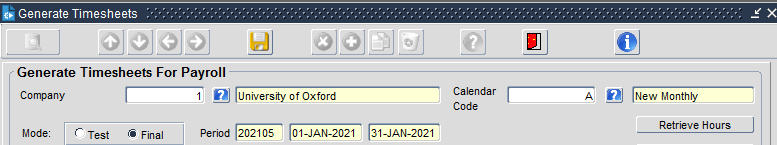 Generate Timesheets
Generate Timesheets For Payroll
Company 1 ? University of Oxford Calendar Code A ? New Monthly
Mode: Test Final Period 202105 01-JAN-2021 31-JAN-2021 Retrieve Hours